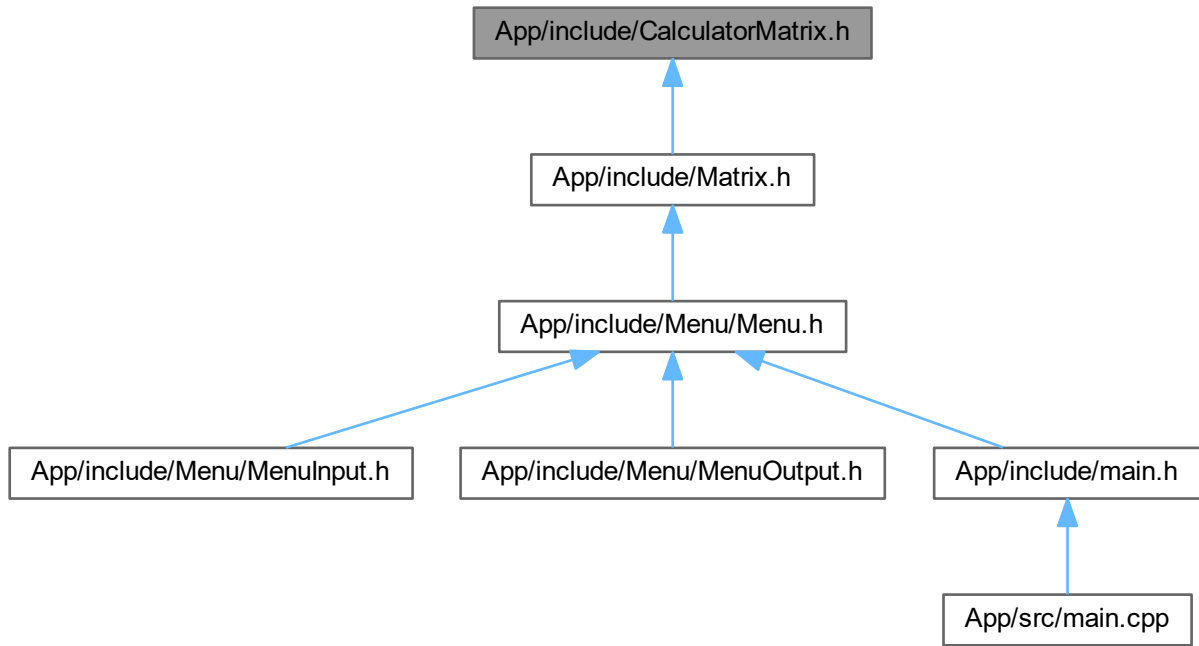 App/include/CalculatorMatrix.h
App/include/Matrix.h
App/include/Menu/Menu.h
App/include/Menu/MenuInput.h
App/include/Menu/MenuOutput.h
App/include/main.h
App/src/main.cpp